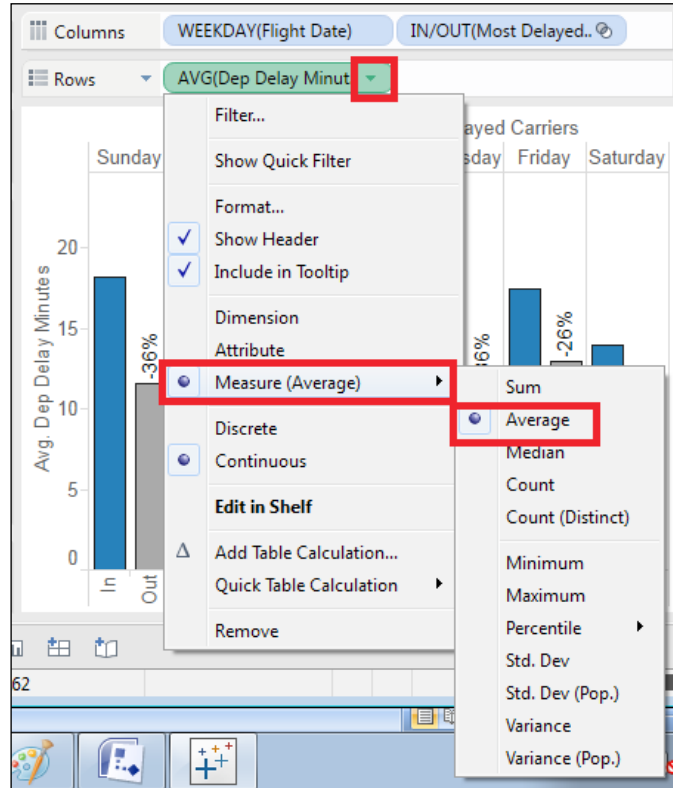 Columns
WEEKDAY(Flight Date)
IN/OUT(Most Delayed..
Rows
AVG(Dep Delay Minut
Filter...
Show Quick Filter
Format...
Show Header
Include in Tooltip
Dimension
Attribute
Measure (Average)
Discrete
Continuous
Edit in Shelf
Δ Add Table Calculation...
Quick Table Calculation
Remove
Sum
Average
Median
Count
Count (Distinct)
Minimum
Maximum
Percentile
Std. Dev
Std. Dev (Pop.)
Variance
Variance (Pop.)
ayed Carriers
Sunday
sday
Friday
Saturday
Avg. Dep Delay Minutes
20
15
10
5
0
-36%
6%
-26%
In
Out
62